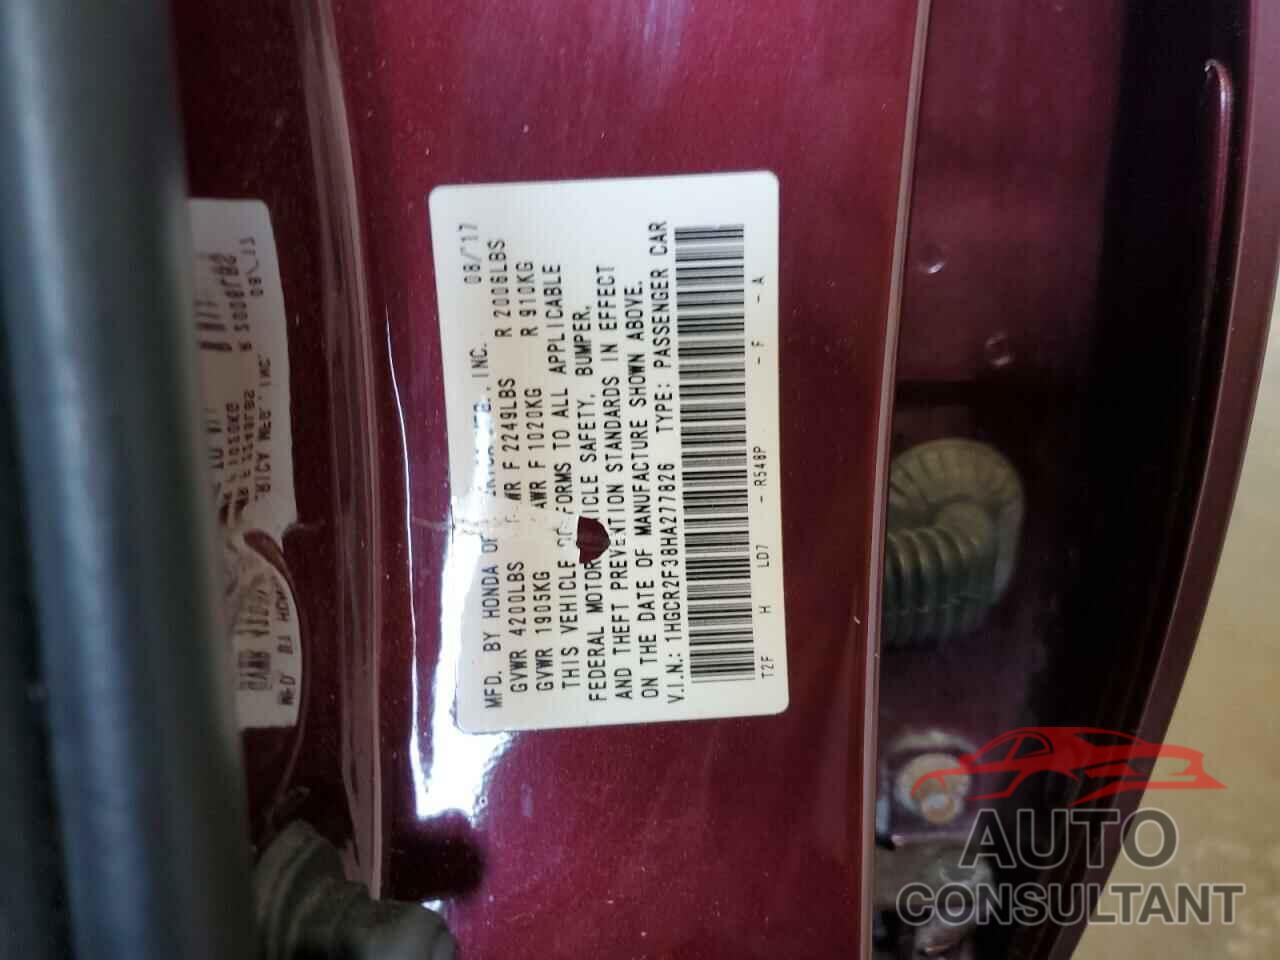 MFD. BY HONDA OF INC. 08/'17
GVWR 4200LBS F 2249LBS R 2006LBS
GVWR 1905KG F 1020KG R 910KG
THIS VEHICLE TO ALL APPLICABLE
FEDERAL MOTOR SAFETY, BUMPER,
AND THEFT PREVENTION STANDARDS IN EFFECT
ON THE DATE OF MANUFACTURE SHOWN ABOVE.
V.I.N.: 1HGCR2F38HA277826 TYPE: PASSENGER CAR
T2F H LD7 - R548P - F - A
AUTO
CONSULTANT